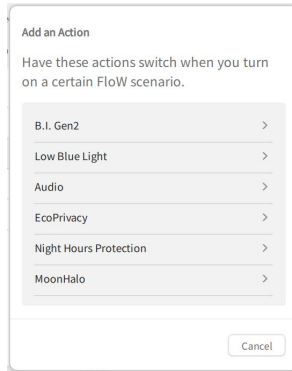 Add an Action
Have these actions switch when you turn
on a certain FloW scenario.
B.I. Gen2
Low Blue Light
Audio
EcoPrivacy
Night Hours Protection
MoonHalo
Cancel